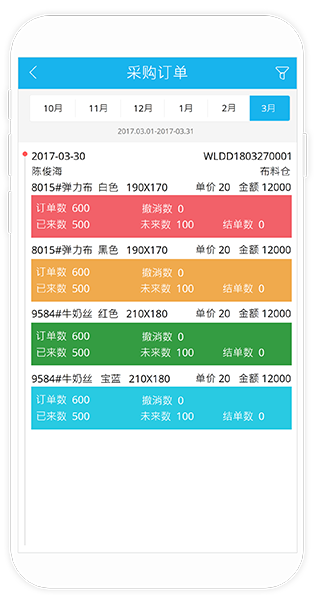 采购订单
10月 11月 12月 1月 2月 3月
2017.03.01-2017-03.31
2017-03-30 WLDD1803270001
陈俊海 布料仓
8015#弹力布 白色 190X170 单价 20 金额 12000
订单数 600 撤消数 0
已来数 500 未来数 100 结单数 0
8015#弹力布 黑色 190X170 单价 20 金额 12000
订单数 600 撤消数 0
已来数 500 未来数 100 结单数 0
9584#牛奶丝 红色 210X180 单价 20 金额 12000
订单数 600 撤消数 0
已来数 500 未来数 100 结单数 0
9584#牛奶丝 宝蓝 210X180 单价 20 金额 12000
订单数 600 撤消数 0
已来数 500 未来数 100 结单数 0